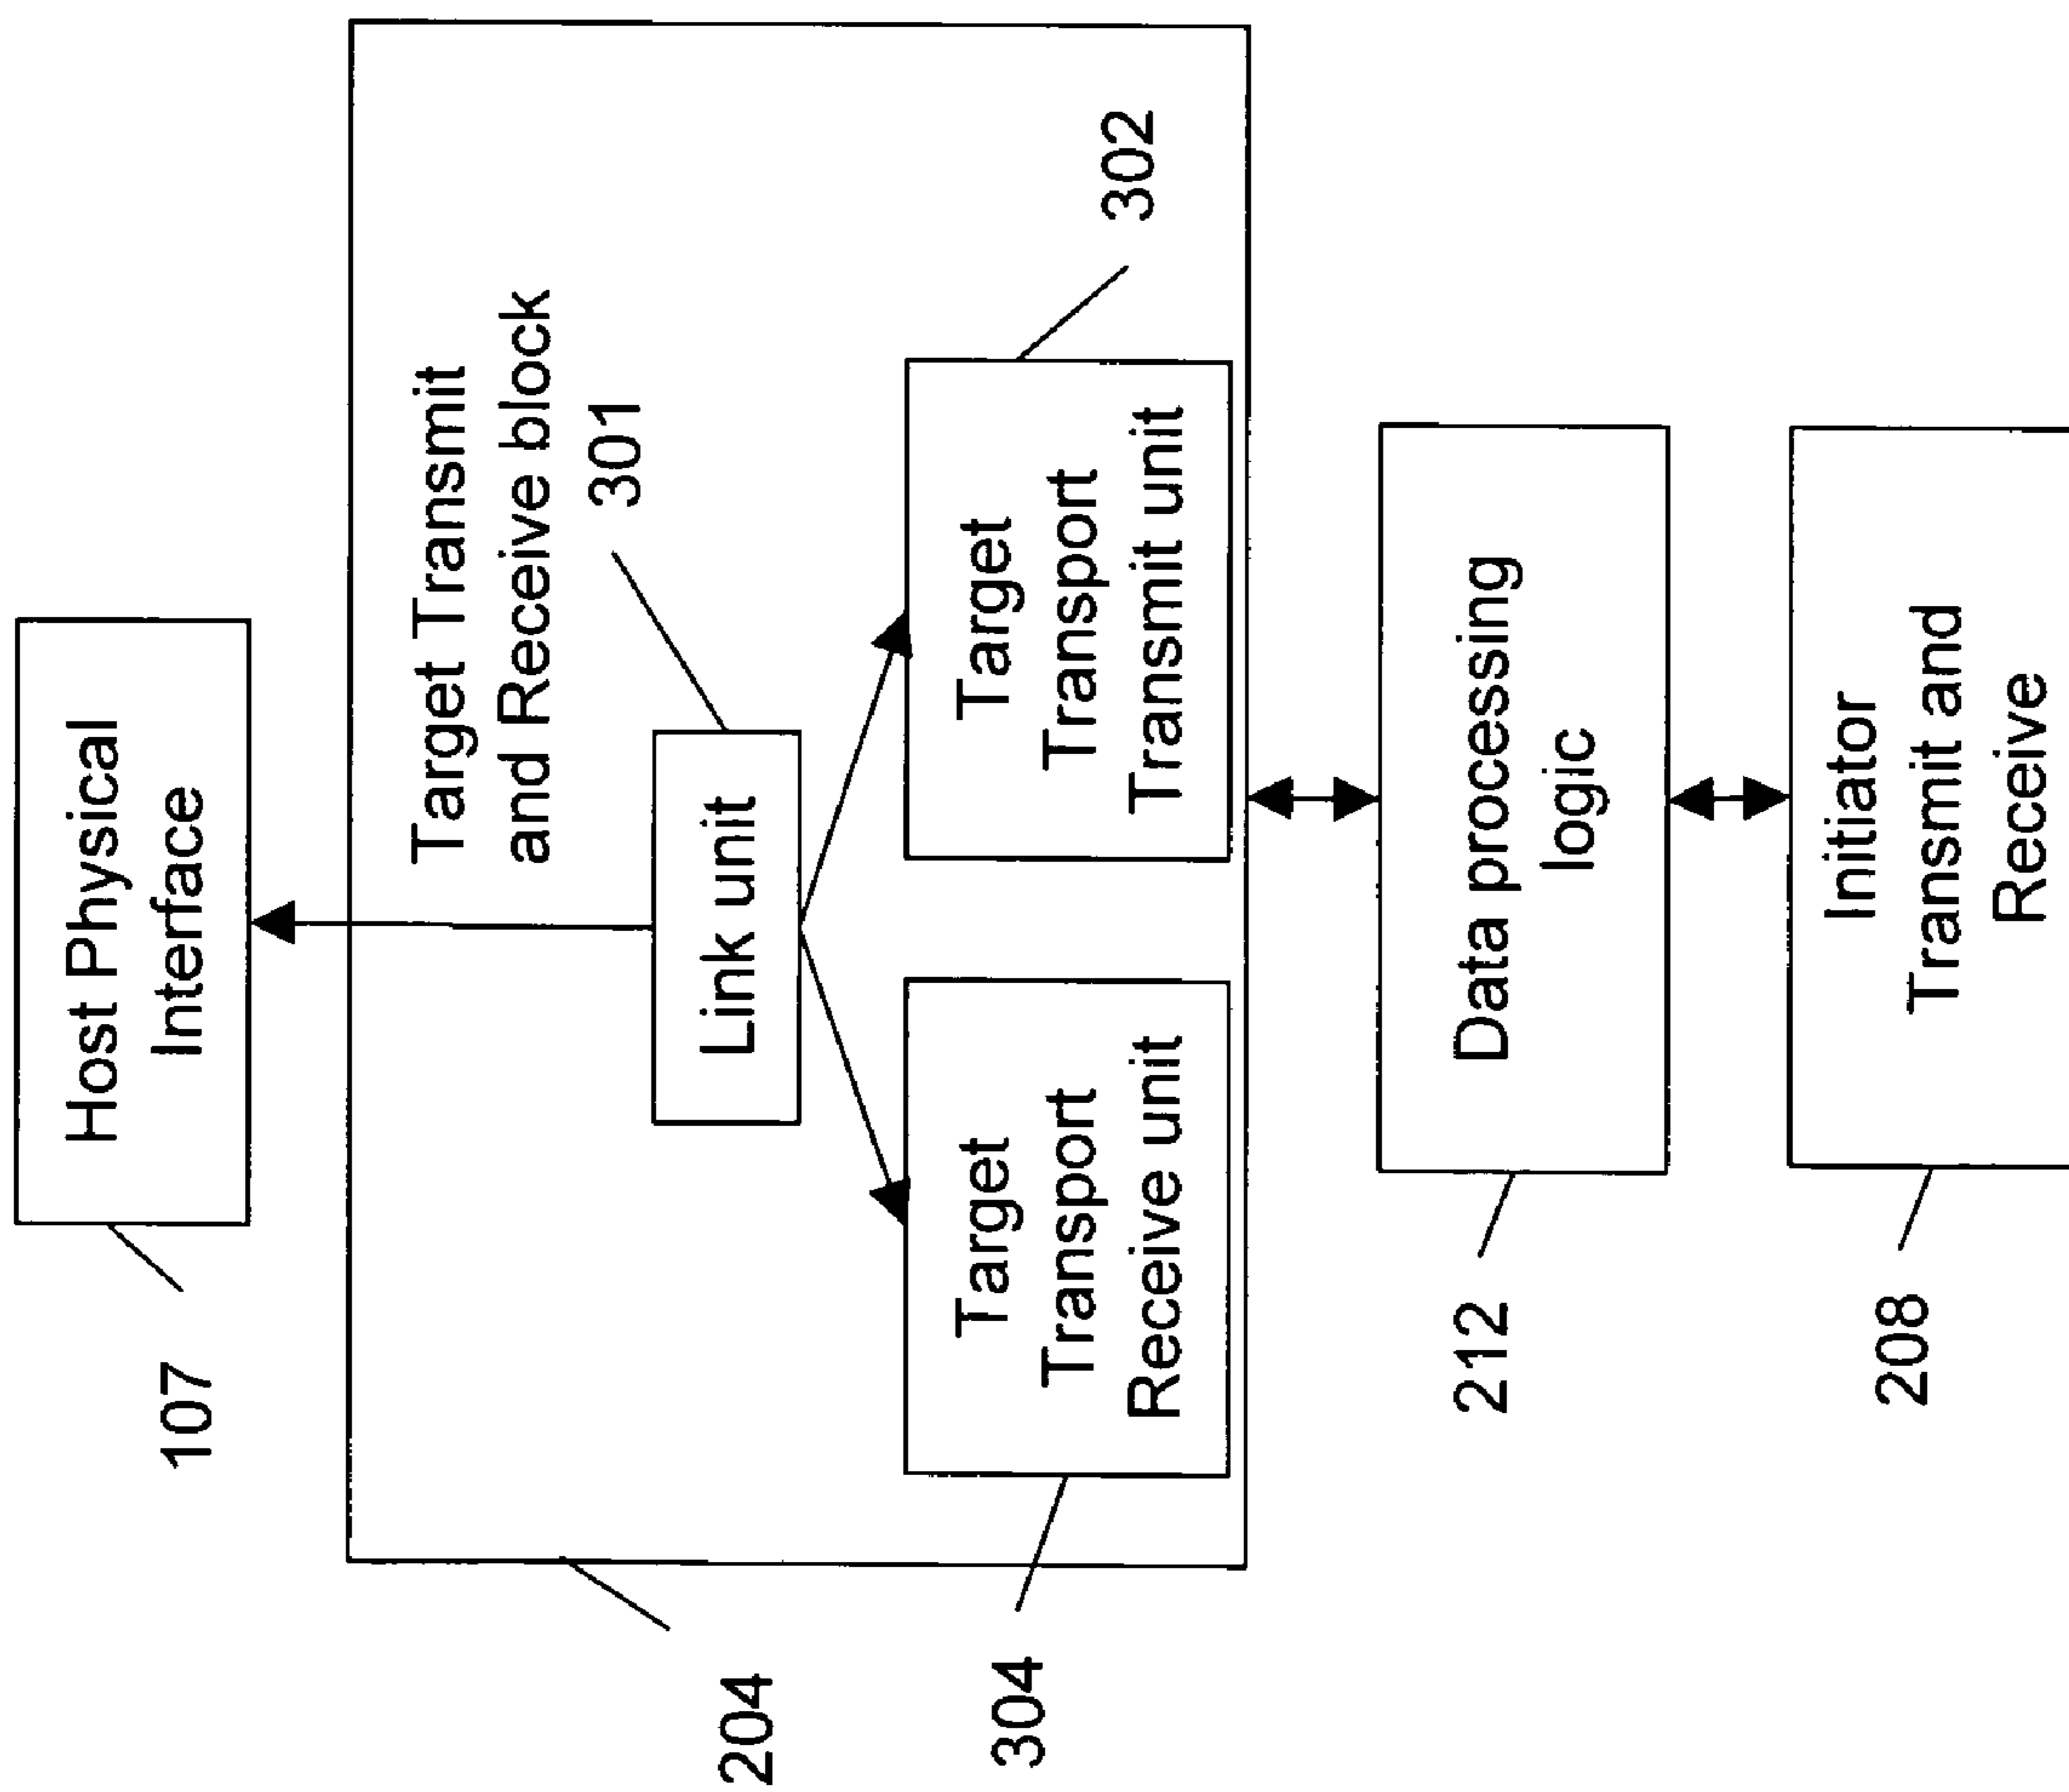 Host Physical
Interface
107
Target Transmit
and Receive block
301
Link unit
204
Target
Transport
Receive unit
304
Target
Transport
Transmit unit
302
Data processing
logic
212
Initiator
Transmit and
Receive
208